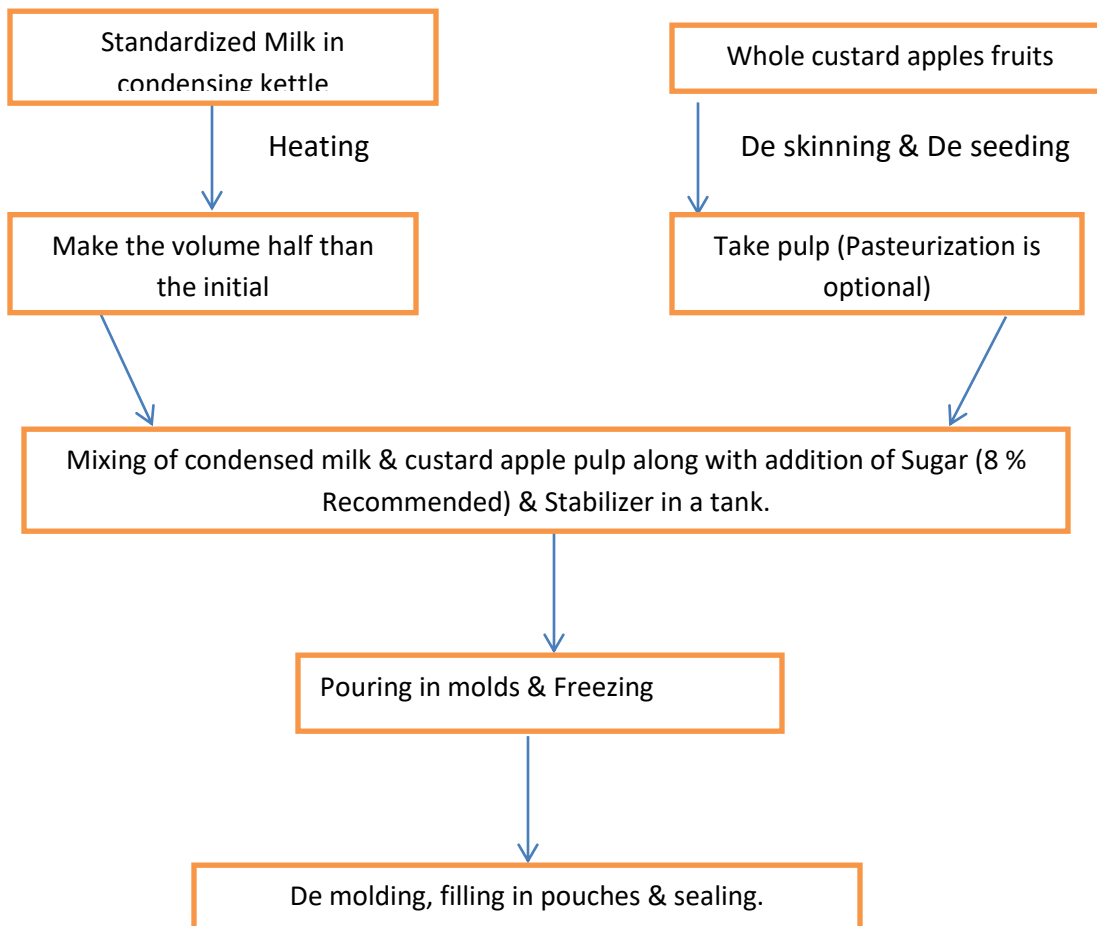 Standardized Milk in
condensing kettle
Whole custard apples fruits
Heating
De skinning & De seeding
Make the volume half than
the initial
Take pulp (Pasteurization is
optional)
Mixing of condensed milk & custard apple pulp along with addition of Sugar (8 %
Recommended) & Stabilizer in a tank.
Pouring in molds & Freezing
De molding, filling in pouches & sealing.